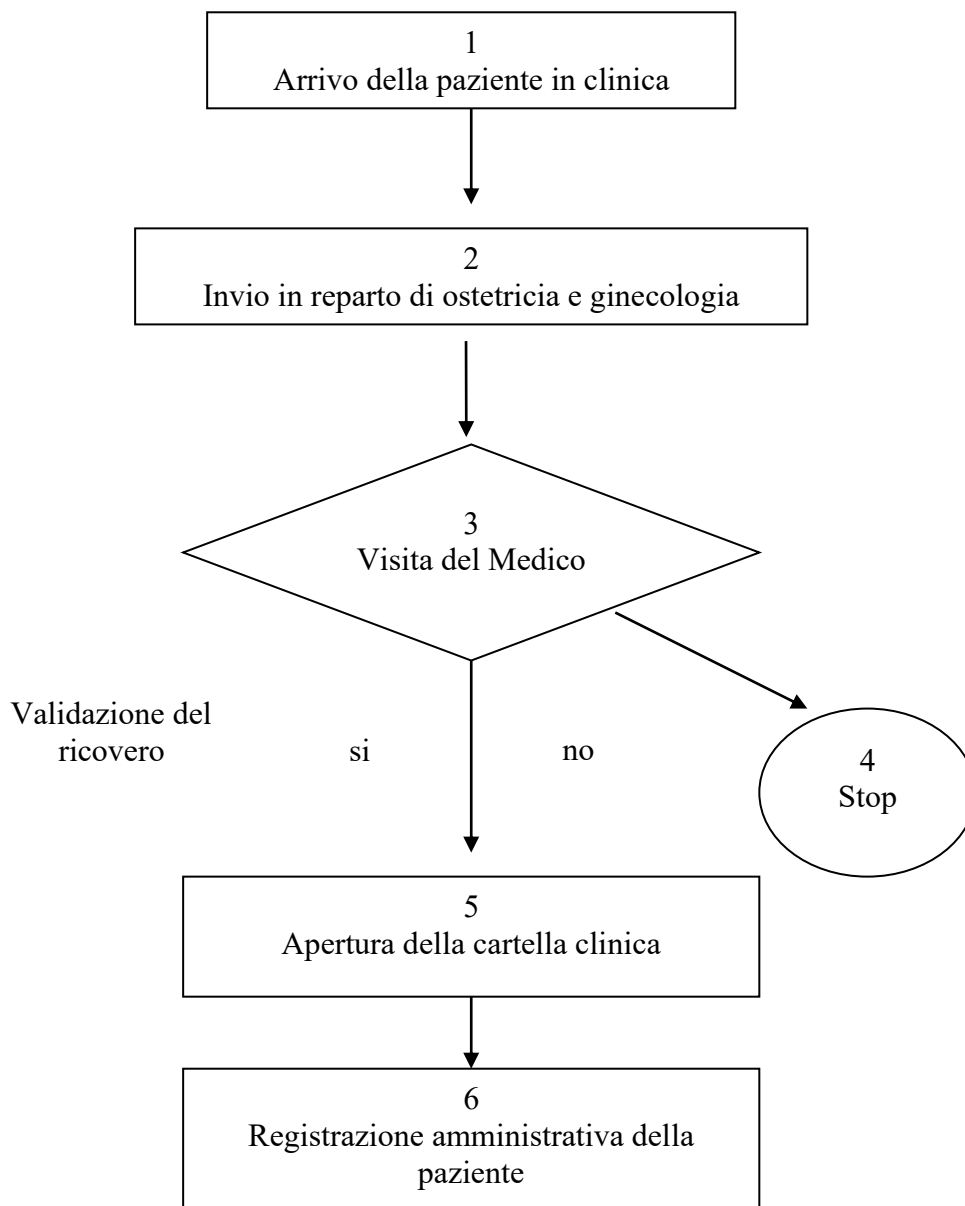 1
Arrivo della paziente in clinica
2
Invio in reparto di ostetricia e ginecologia
3
Visita del Medico
Validazione del
ricovero
si
no
4
Stop
5
Apertura della cartella clinica
6
Registrazione amministrativa della
paziente